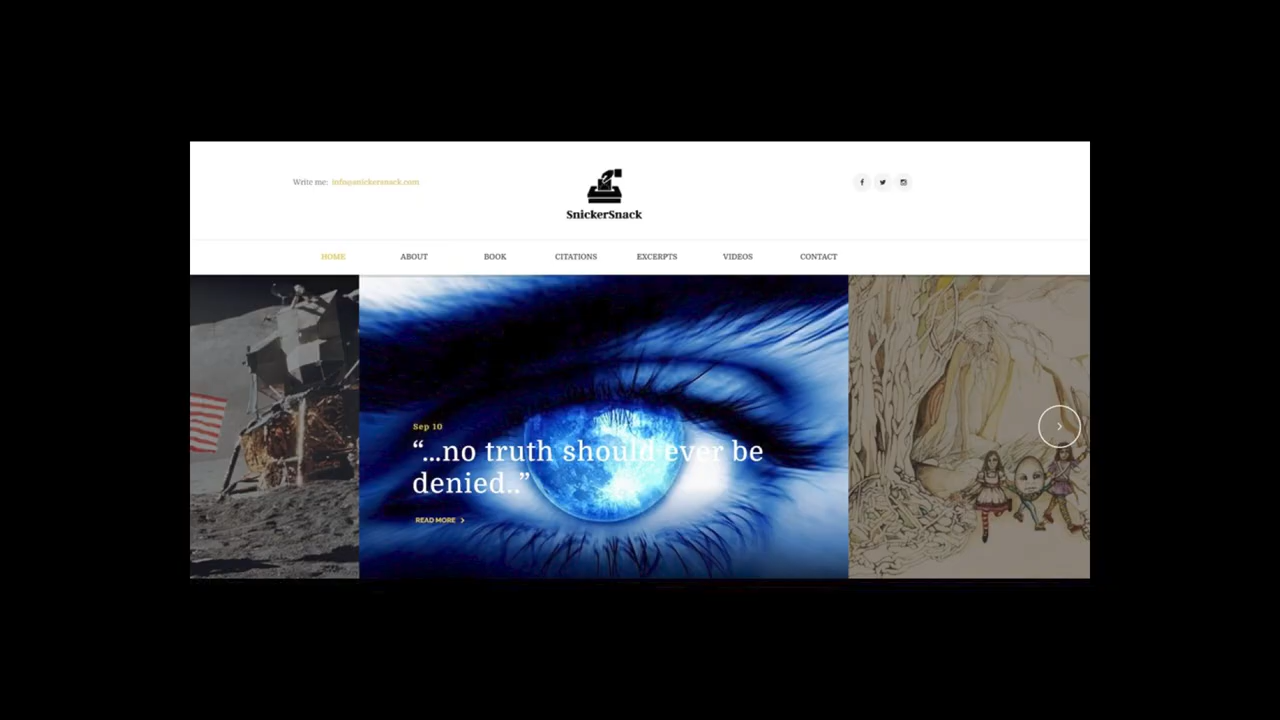 Write me: info@snickersnack.com
SnickerSnack
HOME ABOUT BOOK CITATIONS EXCERPTS VIDEOS CONTACT
Sep 10
“...no truth should ever be
denied..”
READ MORE